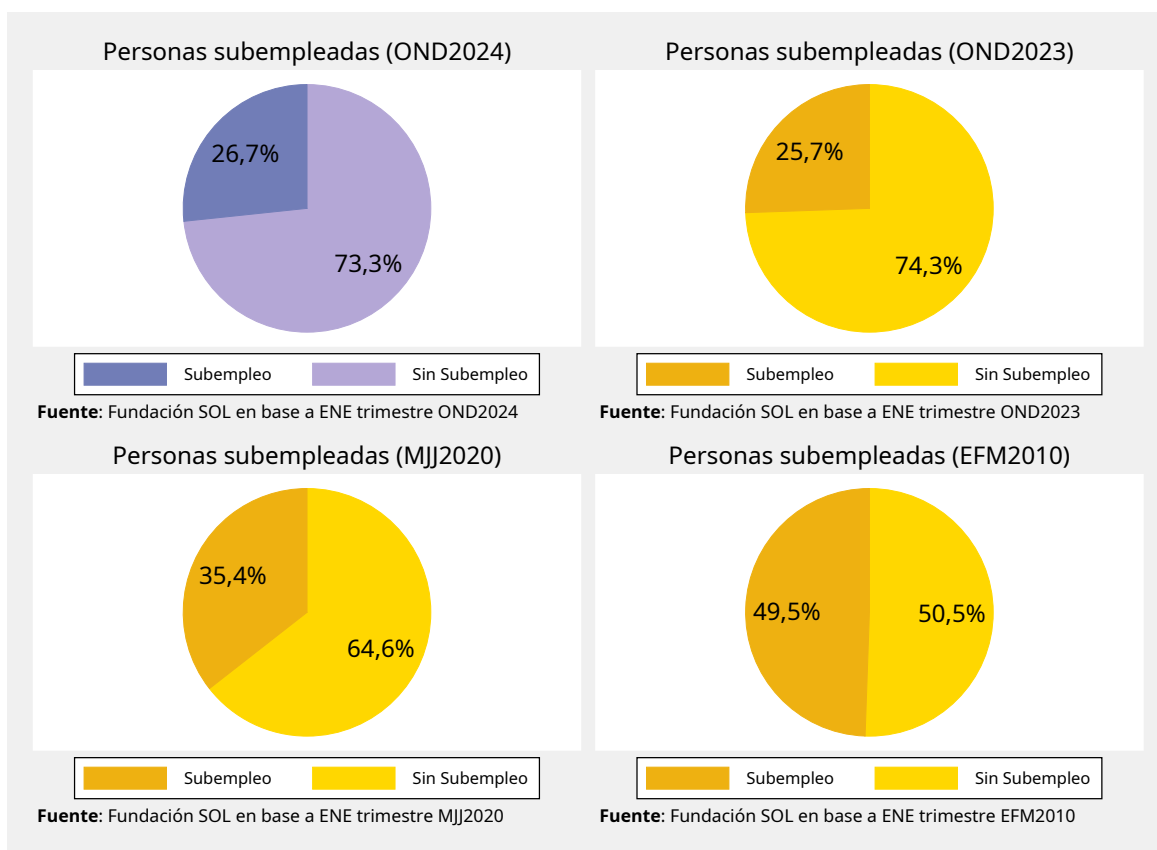 Personas subempleadas (OND2024)
26,7%
73,3%
Subempleo
Sin Subempleo
Fuente: Fundación SOL en base a ENE trimestre OND2024
Personas subempleadas (OND2023)
25,7%
74,3%
Subempleo
Sin Subempleo
Fuente: Fundación SOL en base a ENE trimestre OND2023
Personas subempleadas (MJJ2020)
35,4%
64,6%
Subempleo
Sin Subempleo
Fuente: Fundación SOL en base a ENE trimestre MJJ2020
Personas subempleadas (EFM2010)
49,5%
50,5%
Subempleo
Sin Subempleo
Fuente: Fundación SOL en base a ENE trimestre EFM2010